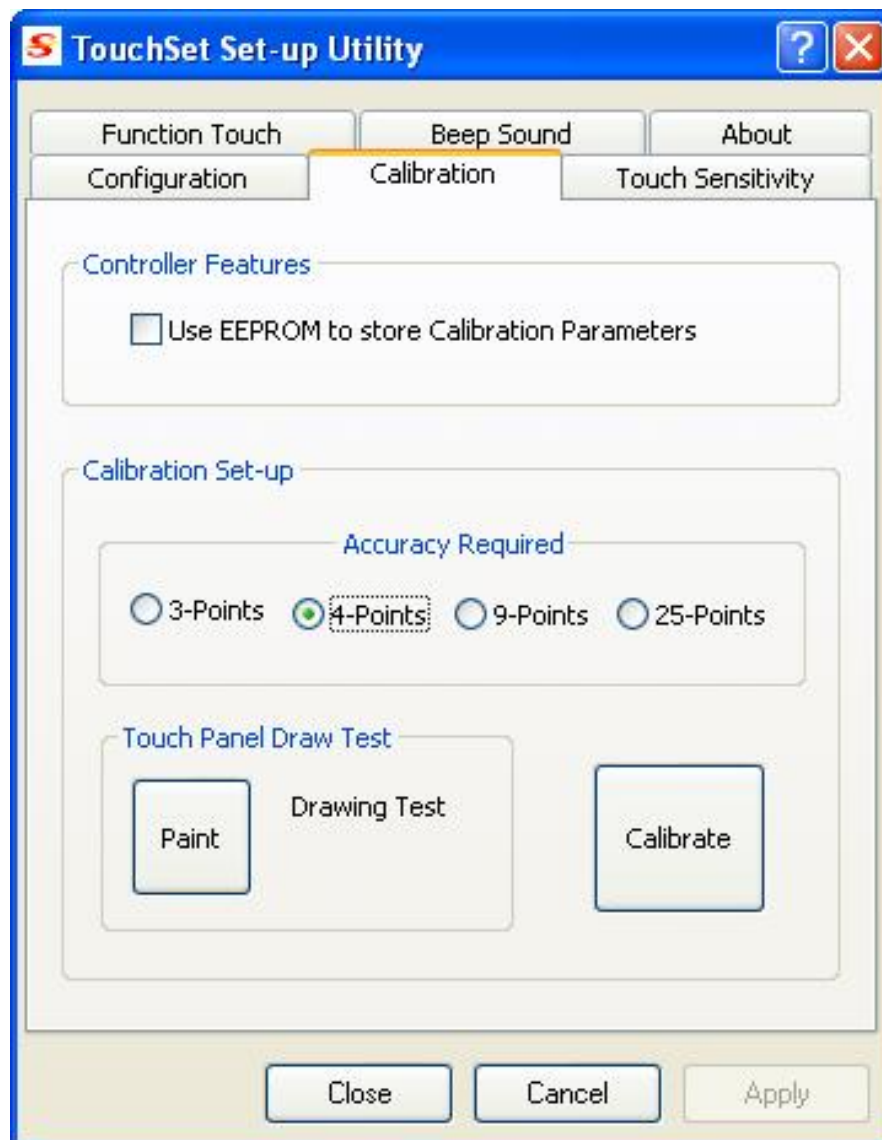 S TouchSet Set-up Utility ?
Function Touch Beep Sound About
Configuration Calibration Touch Sensitivity
Controller Features
Use EEPROM to store Calibration Parameters
Calibration Set-up
Accuracy Required
3-Points 4-Points 9-Points 25-Points
Touch Panel Draw Test
Paint Drawing Test Calibrate
Close Cancel Apply